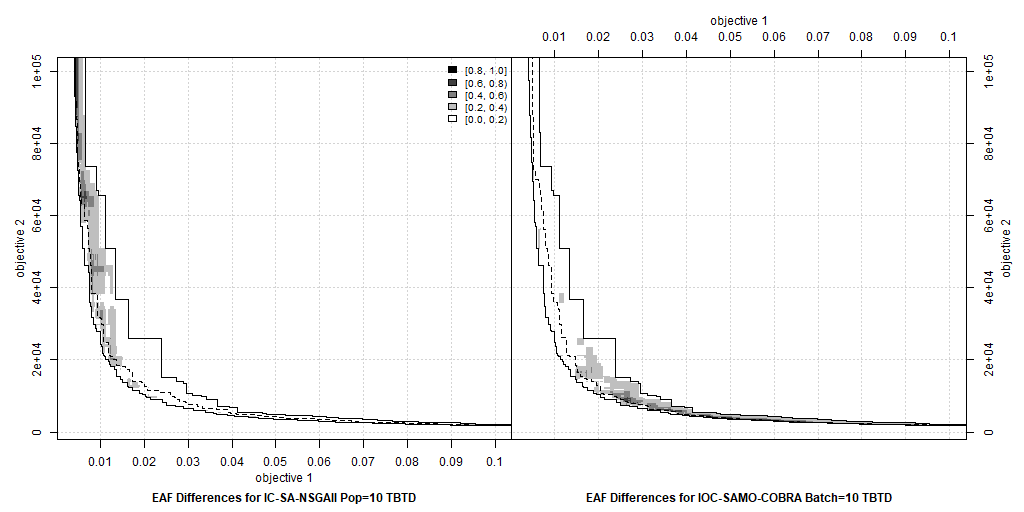 objective 1
0.01 0.02 0.03 0.04 0.05 0.06 0.07 0.08 0.09 0.1
[0.8, 1.0]
[0.6, 0.8)
[0.4, 0.6)
[0.2, 0.4)
[0.0, 0.2)
objective 2
0 2e+04 4e+04 6e+04 8e+04 1e+05
0 2e+04 4e+04 6e+04 8e+04 1e+05
objective 2
0.01 0.02 0.03 0.04 0.05 0.06 0.07 0.08 0.09 0.1
objective 1
EAF Differences for IC-SA-NSGAII Pop=10 TBTD
EAF Differences for IOC-SAMO-COBRA Batch=10 TBTD